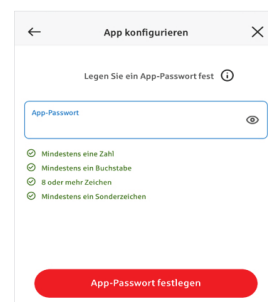 App konfigurieren
Legen Sie ein App-Passwort fest
App-Passwort
Mindestens eine Zahl
Mindestens ein Buchstabe
8 oder mehr Zeichen
Mindestens ein Sonderzeichen
App-Passwort festlegen